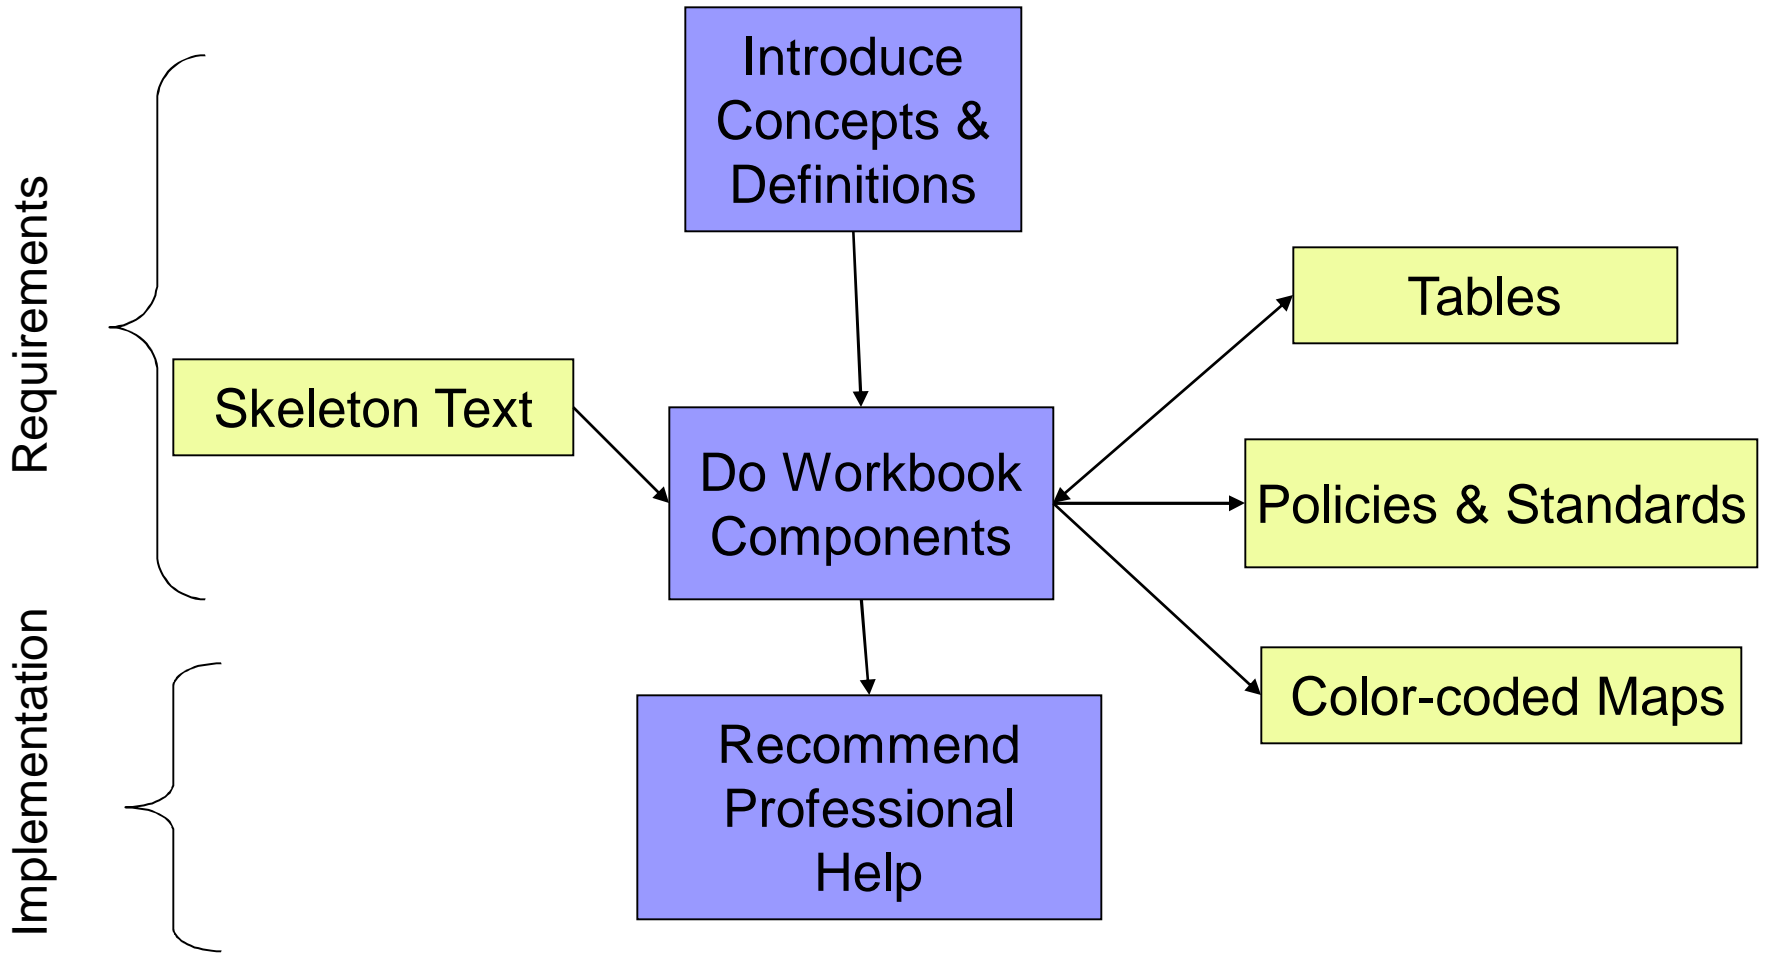 Requirements
Implementation
Introduce
Concepts &
Definitions
Skeleton Text
Do Workbook
Components
Tables
Policies & Standards
Color-coded Maps
Recommend
Professional
Help